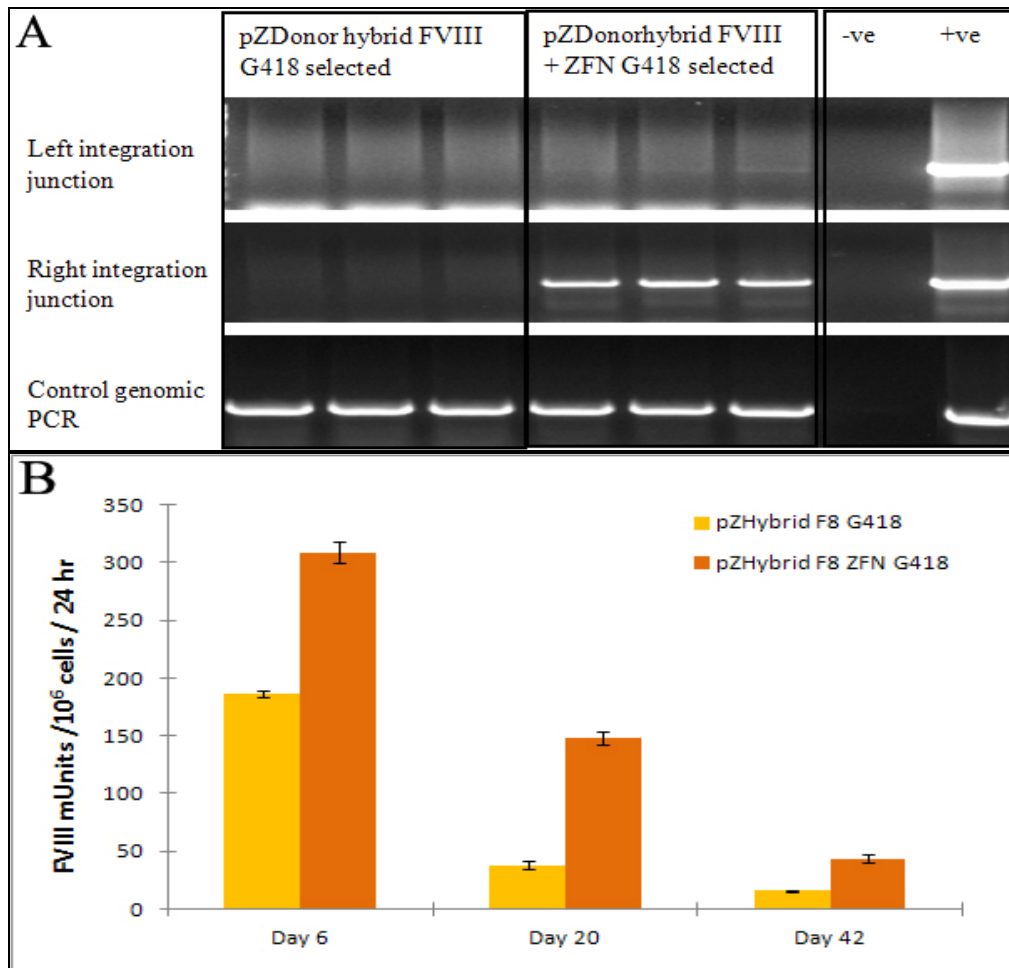 A
pZDonor hybrid FVIII
G418 selected
pZDonorhybrid FVIII
+ ZFN G418 selected
-ve
+ve
Left integration
junction
Right integration
junction
Control genomic
PCR
B
FVIII mUnits /10⁶ cells / 24 hr
350
300
250
200
150
100
50
0
pZHybrid F8 G418
pZHybrid F8 ZFN G418
Day 6
Day 20
Day 42